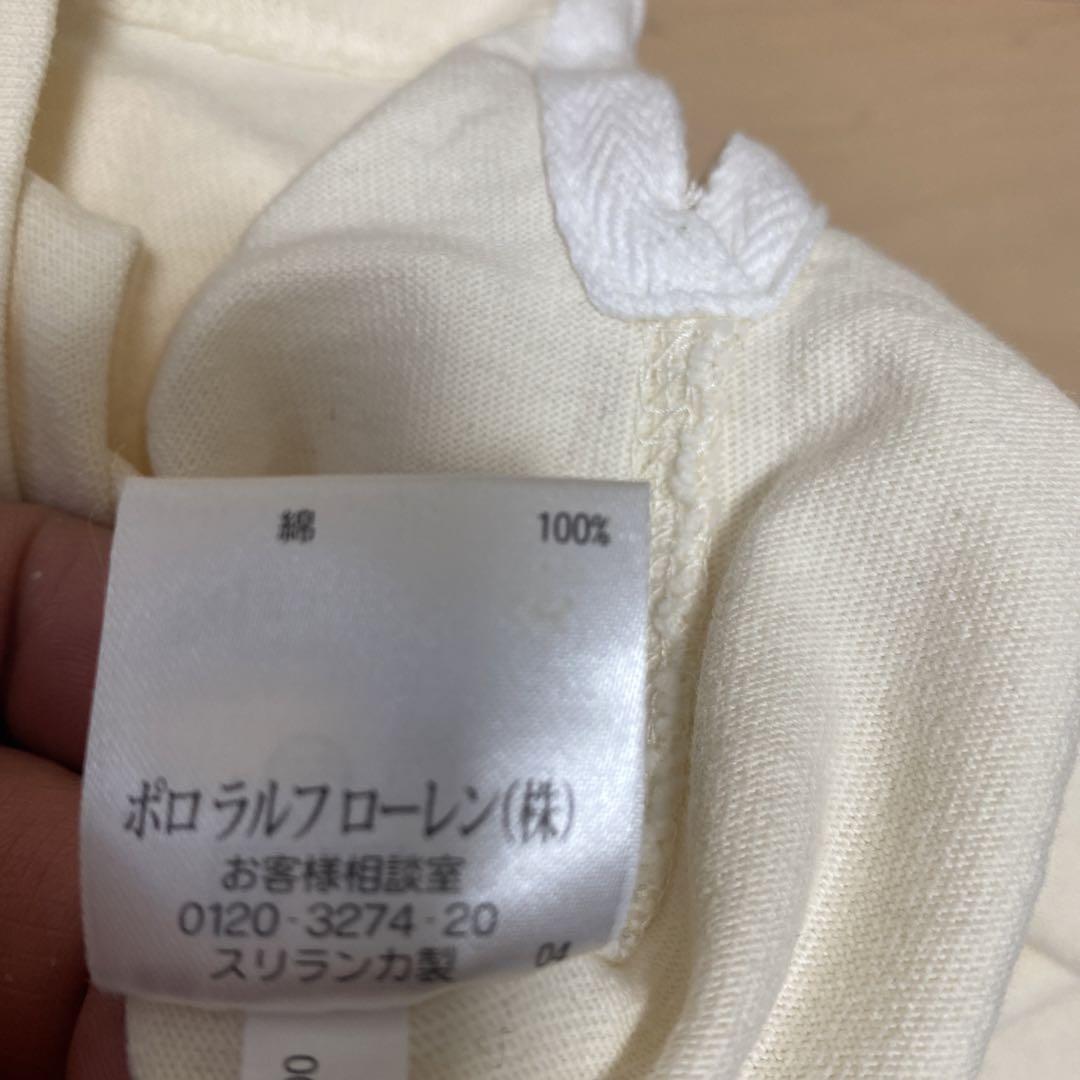 綿 100%
ポロ ラルフ ローレン(株)
お客様相談室
0120-3274-20
スリランカ製 04